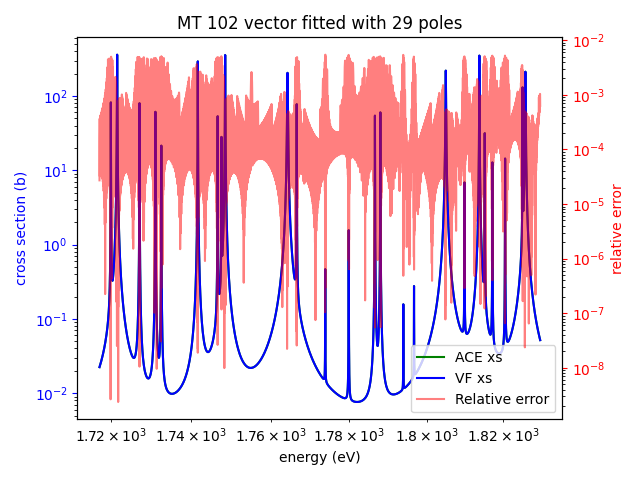 MT 102 vector fitted with 29 poles
10² 10¹ 10⁰ 10⁻¹ 10⁻²
cross section (b)
10⁻² 10⁻³ 10⁻⁴ 10⁻⁵ 10⁻⁶ 10⁻⁷ 10⁻⁸
relative error
ACE xs
VF xs
Relative error
1.72 × 10³ 1.74 × 10³ 1.76 × 10³ 1.78 × 10³ 1.8 × 10³ 1.82 × 10³
energy (eV)